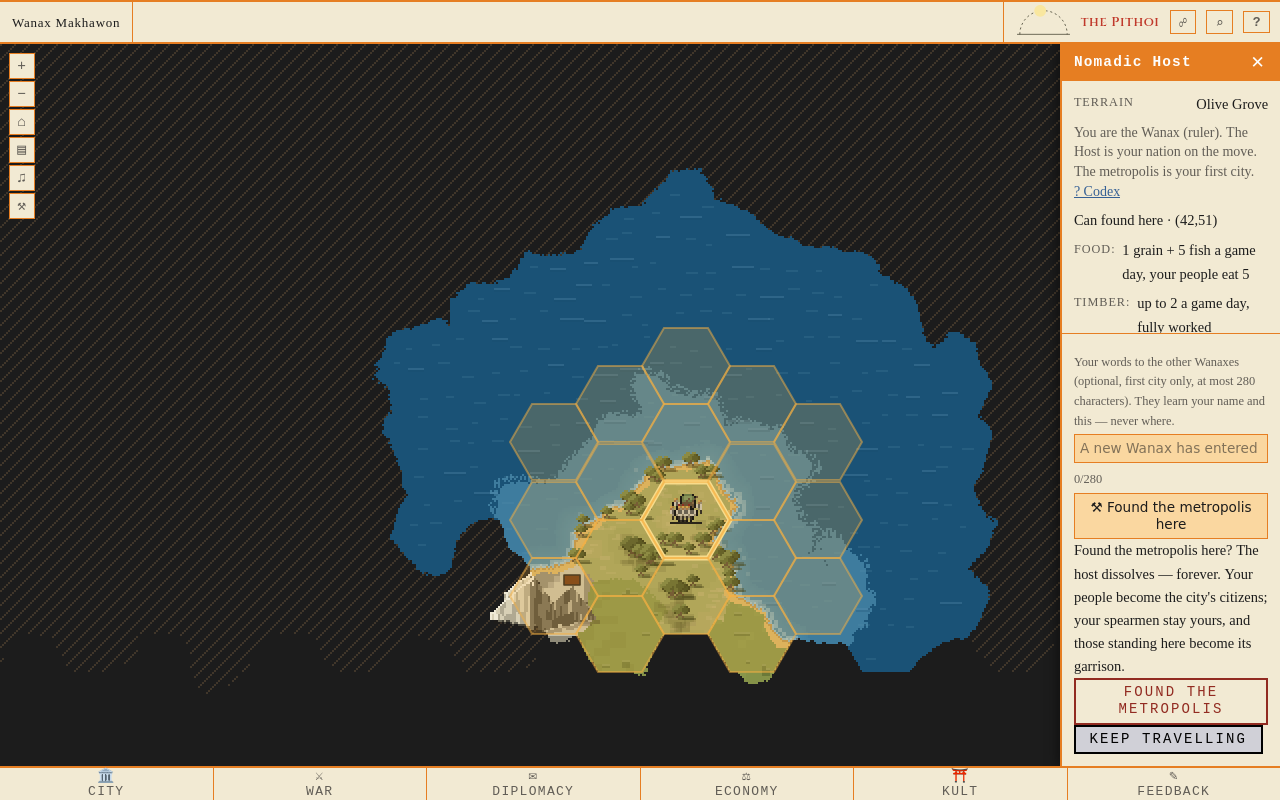 Wanax Makhawon
THE PITHOI
?
Nomadic Host
TERRAIN Olive Grove
You are the Wanax (ruler). The
Host is your nation on the move.
The metropolis is your first city.
? Codex
Can found here · (42,51)
FOOD: 1 grain + 5 fish a game
day, your people eat 5
TIMBER: up to 2 a game day,
fully worked
Your words to the other Wanaxes
(optional, first city only, at most 280
characters). They learn your name and
this — never where.
A new Wanax has entered
0/280
⚒ Found the metropolis
here
Found the metropolis here? The
host dissolves — forever. Your
people become the city's citizens;
your spearmen stay yours, and
those standing here become its
garrison.
FOUND THE
METROPOLIS
KEEP TRAVELLING
CITY
WAR
DIPLOMACY
ECONOMY
KULT
FEEDBACK